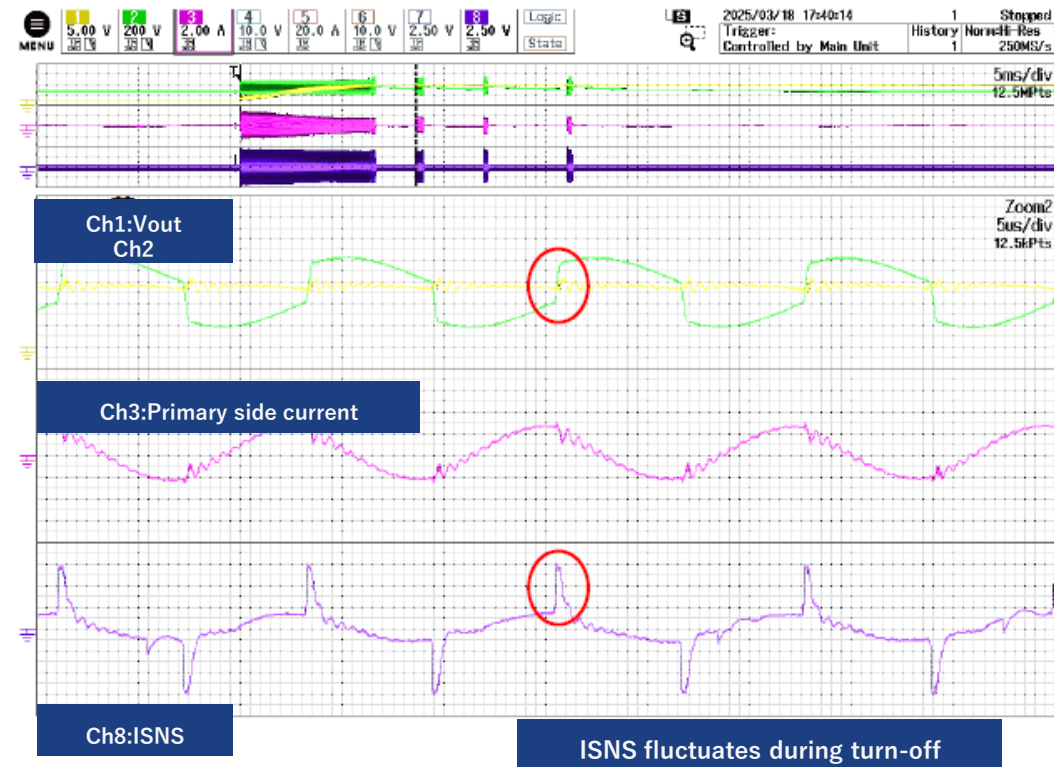 MENU
1
5.00 V
2
200 V
3
2.00 A
4
10.0 V
5
20.0 A
6
10.0 V
7
2.50 V
8
2.50 V
Logic
State
S
2025/03/18 17:40:14
Trigger:
Controlled by Main Unit
1 Stopped
History
1
250MS/s
T
5ms/div
12.5MPts
Zoom2
5us/div
12.5kPts
Ch1:Vout
Ch2
Ch3:Primary side current
Ch8:ISNS
ISNS fluctuates during turn-off